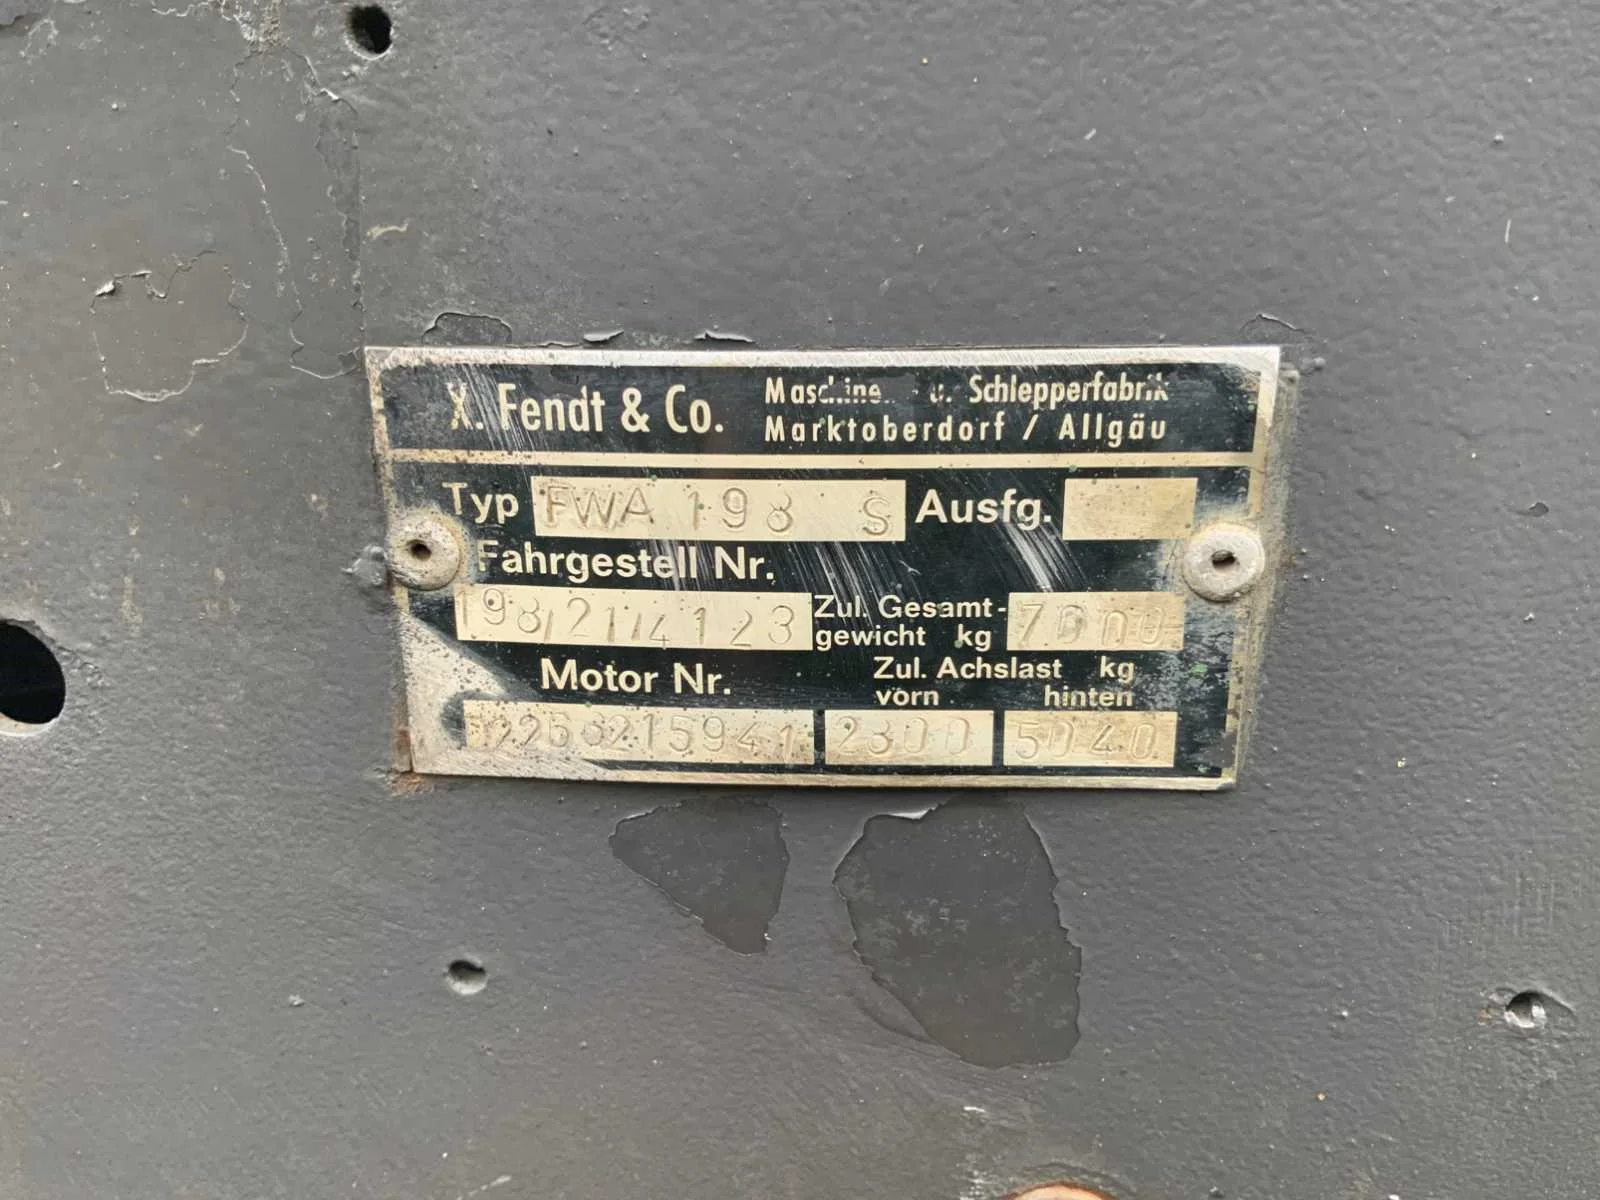 X. Fendt & Co. Maschinen- u. Schlepperfabrik
Marktoberdorf / Allgäu
Typ FWA 198 S Ausfg.
Fahrgestell Nr.
198/21/4123 Zul. Gesamt-
gewicht kg 7000
Motor Nr. Zul. Achslast kg
vorn hinten
2800 5040